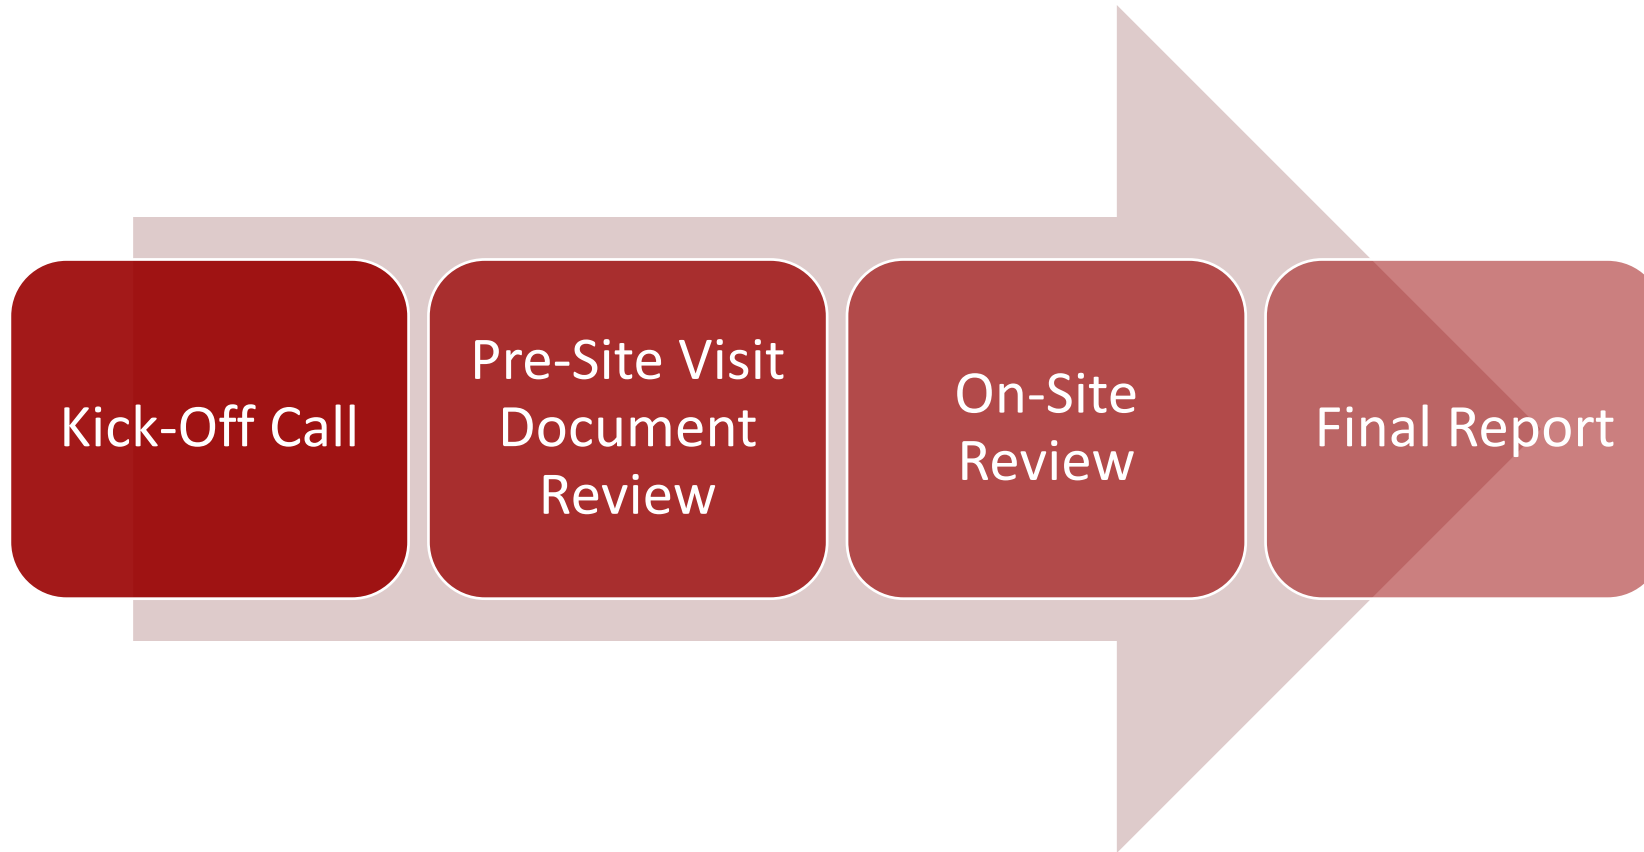 Kick-Off Call
Pre-Site Visit
Document
Review
On-Site
Review
Final Report